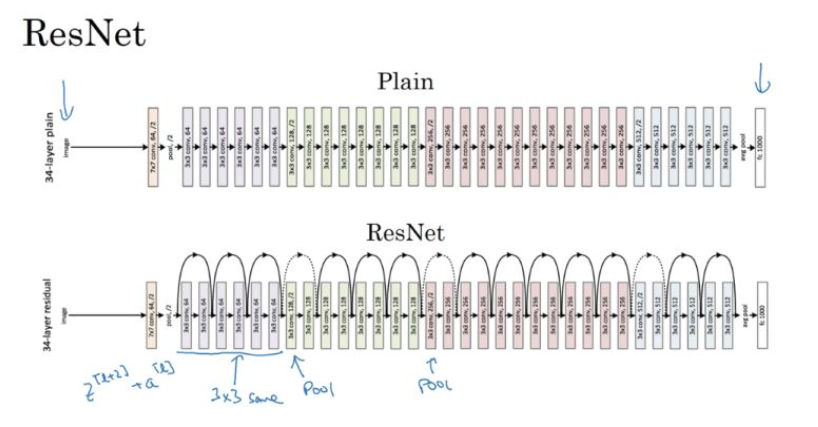 ResNet
Plain
34-layer plain
image
7x7 conv, 64, /2
pool, /2
3x3 conv, 64
3x3 conv, 64
3x3 conv, 64
3x3 conv, 64
3x3 conv, 64
3x3 conv, 64
3x3 conv, 128, /2
3x3 conv, 128
3x3 conv, 128
3x3 conv, 128
3x3 conv, 128
3x3 conv, 128
3x3 conv, 128
3x3 conv, 128
3x3 conv, 256, /2
3x3 conv, 256
3x3 conv, 256
3x3 conv, 256
3x3 conv, 256
3x3 conv, 256
3x3 conv, 256
3x3 conv, 256
3x3 conv, 256
3x3 conv, 256
3x3 conv, 256
3x3 conv, 256
3x3 conv, 512, /2
3x3 conv, 512
3x3 conv, 512
3x3 conv, 512
3x3 conv, 512
3x3 conv, 512
avg pool
fc 1000
ResNet
34-layer residual
image
7x7 conv, 64, /2
pool, /2
3x3 conv, 64
3x3 conv, 64
3x3 conv, 64
3x3 conv, 64
3x3 conv, 64
3x3 conv, 64
3x3 conv, 128, /2
3x3 conv, 128
3x3 conv, 128
3x3 conv, 128
3x3 conv, 128
3x3 conv, 128
3x3 conv, 128
3x3 conv, 128
3x3 conv, 256, /2
3x3 conv, 256
3x3 conv, 256
3x3 conv, 256
3x3 conv, 256
3x3 conv, 256
3x3 conv, 256
3x3 conv, 256
3x3 conv, 256
3x3 conv, 256
3x3 conv, 256
3x3 conv, 256
3x3 conv, 512, /2
3x3 conv, 512
3x3 conv, 512
3x3 conv, 512
3x3 conv, 512
3x3 conv, 512
avg pool
fc 1000
z[l+2] + a[l]
3x3 same
Pool
Pool